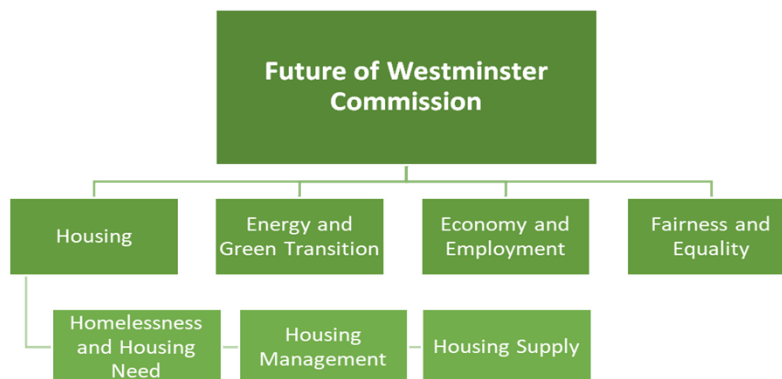 Future of Westminster
Commission
Housing
Energy and
Green Transition
Economy and
Employment
Fairness and
Equality
Homelessness
and Housing
Need
Housing
Management
Housing Supply